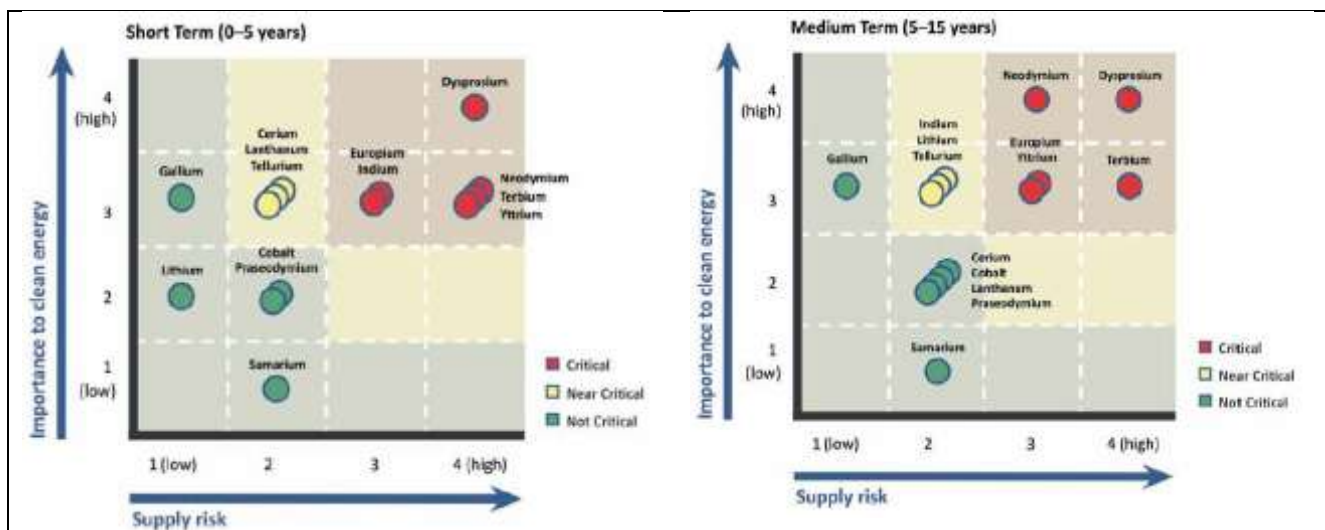 Short Term (0–5 years)
Importance to clean energy
4
(high)
3
2
1
(low)
Dysprosium
Cerium
Lanthanum
Tellurium
Europium
Indium
Gallium
Neodymium
Terbium
Yttrium
Lithium
Cobalt
Praseodymium
Samarium
Critical
Near Critical
Not Critical
1 (low)
2
3
4 (high)
Supply risk
Medium Term (5–15 years)
Importance to clean energy
4
(high)
3
2
1
(low)
Neodymium
Dysprosium
Indium
Lithium
Tellurium
Europium
Yttrium
Gallium
Terbium
Cerium
Cobalt
Lanthanum
Praseodymium
Samarium
Critical
Near Critical
Not Critical
1 (low)
2
3
4 (high)
Supply risk